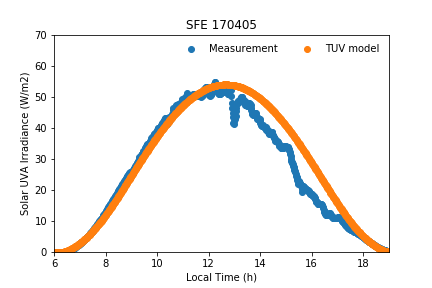 SFE 170405
Measurement TUV model
Solar UVA Irradiance (W/m2)
70
60
50
40
30
20
10
0
6 8 10 12 14 16 18
Local Time (h)